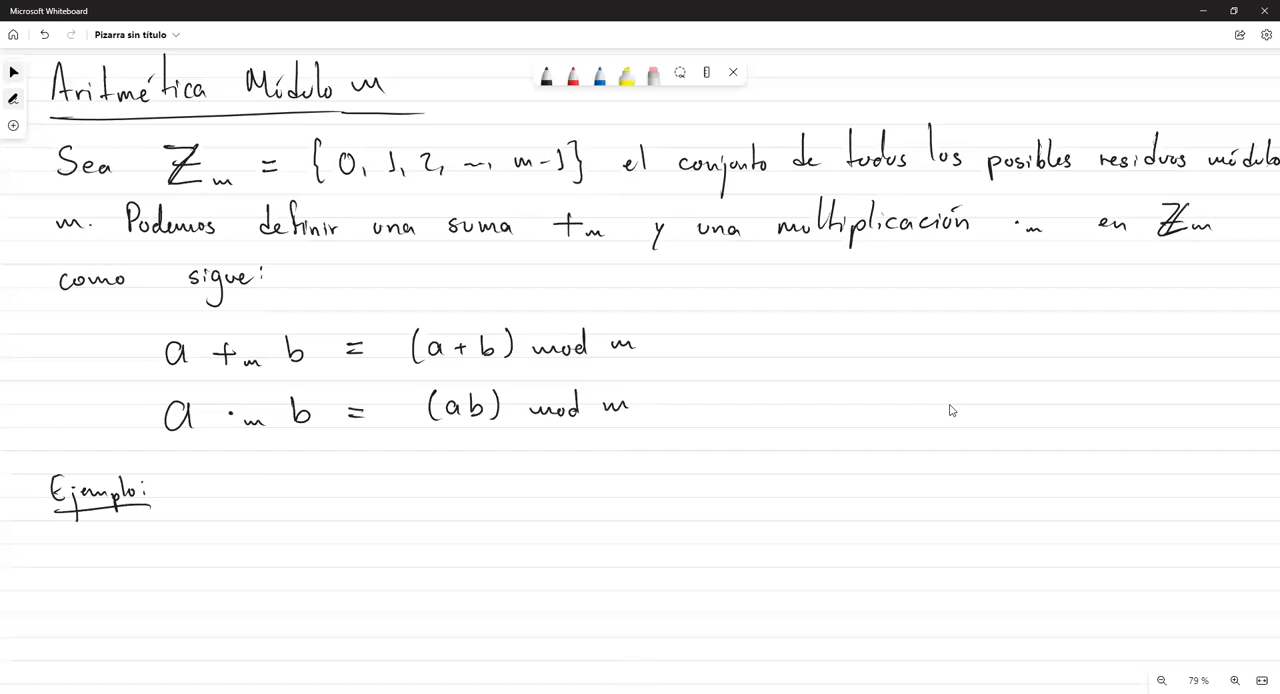 Microsoft Whiteboard
Pizarra sin título
Aritmética Módulo m
Sea ℤm = {0, 1, 2, ..., m-1} el conjunto de todos los posibles residuos módulo
m. Podemos definir una suma +m y una multiplicación ·m en ℤm
como sigue:
a +m b = (a + b) mod m
a ·m b = (ab) mod m
Ejemplo:
79 %